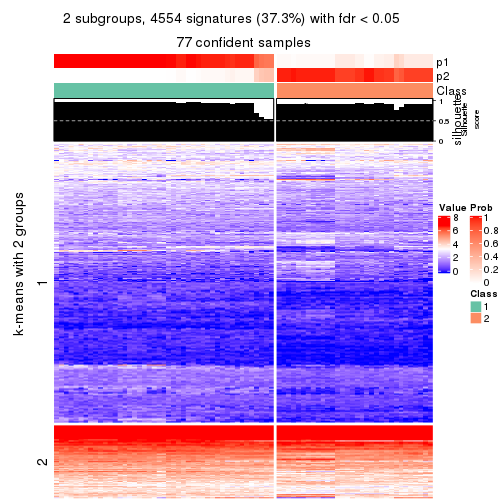 2 subgroups, 4554 signatures (37.3%) with fdr < 0.05
77 confident samples
p1
p2
Class
1
0.5
0
silhouette
Silhouette
score
k-means with 2 groups
1
2
Value
8
6
4
2
0
Prob
1
0.8
0.6
0.4
0.2
0
Class
1
2